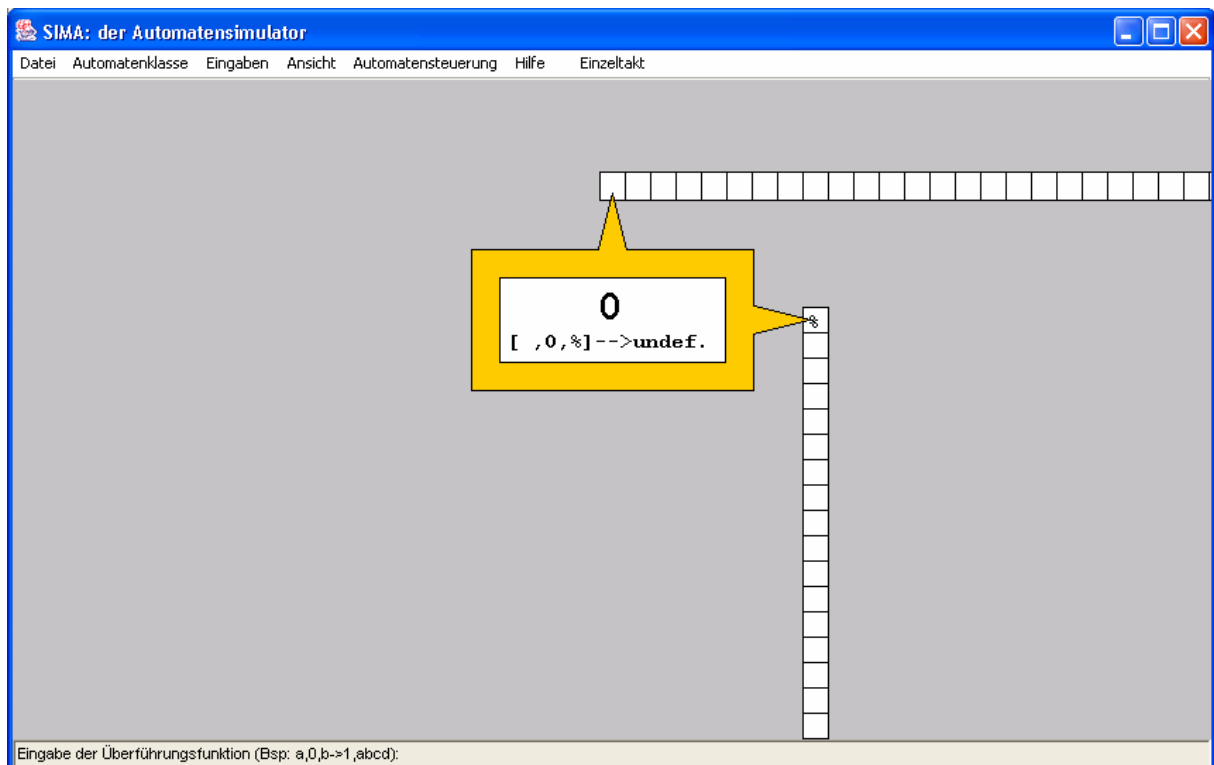 SIMA: der Automatensimulator
Datei Automatenklasse Eingaben Ansicht Automatensteuerung Hilfe Einzeltakt
0
%
[ ,0,%]-->undef.
Eingabe der Überführungsfunktion (Bsp: a,0,b->1,abcd):